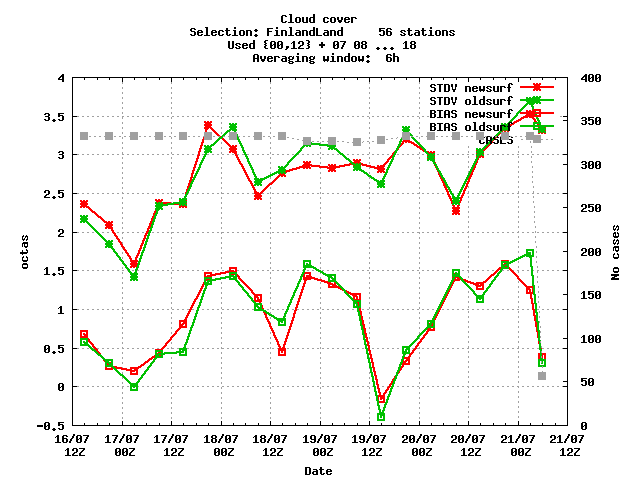 Cloud cover
Selection: FinlandLand 56 stations
Used {00,12} + 07 08 ... 18
Averaging window: 6h
4 400
STDV newsurf
STDV oldsurf
3.5 350
BIAS newsurf
BIAS oldsurf
CASES
3 300
2.5 250
2 200
octas
No cases
1.5 150
1 100
0.5
0 50
-0.5 0
16/07 17/07 17/07 18/07 18/07 19/07 19/07 20/07 20/07 21/07 21/07
12Z 00Z 12Z 00Z 12Z 00Z 12Z 00Z 12Z 00Z 12Z
Date